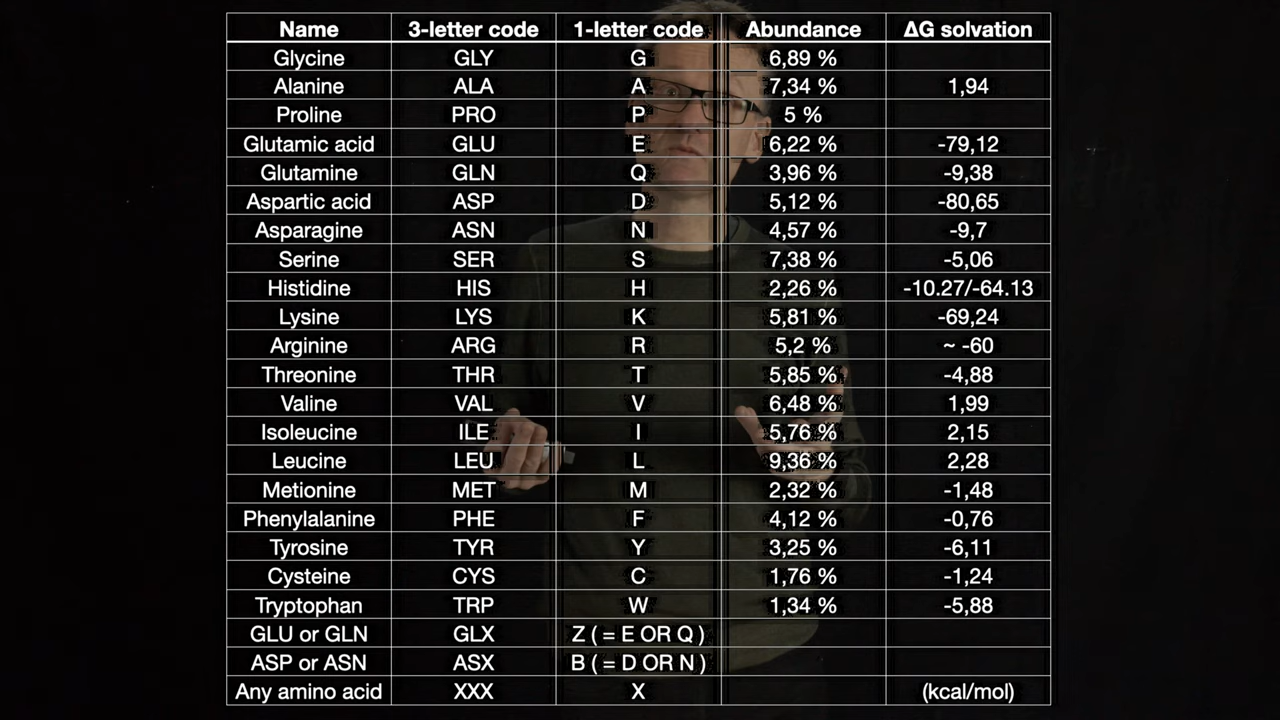 Name 3-letter code 1-letter code Abundance ΔG solvation
Glycine GLY G 6,89 %
Alanine ALA A 7,34 % 1,94
Proline PRO P 5 %
Glutamic acid GLU E 6,22 % -79,12
Glutamine GLN Q 3,96 % -9,38
Aspartic acid ASP D 5,12 % -80,65
Asparagine ASN N 4,57 % -9,7
Serine SER S 7,38 % -5,06
Histidine HIS H 2,26 % -10.27/-64.13
Lysine LYS K 5,81 % -69,24
Arginine ARG R 5,2 % ~ -60
Threonine THR T 5,85 % -4,88
Valine VAL V 6,48 % 1,99
Isoleucine ILE I 5,76 % 2,15
Leucine LEU L 9,36 % 2,28
Metionine MET M 2,32 % -1,48
Phenylalanine PHE F 4,12 % -0,76
Tyrosine TYR Y 3,25 % -6,11
Cysteine CYS C 1,76 % -1,24
Tryptophan TRP W 1,34 % -5,88
GLU or GLN GLX Z ( = E OR Q )
ASP or ASN ASX B ( = D OR N )
Any amino acid XXX X (kcal/mol)